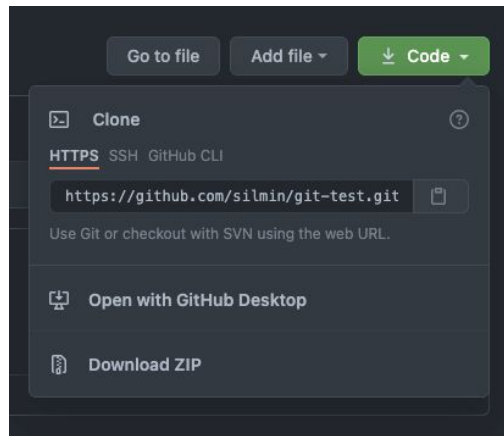 Go to file Add file Code
Clone
HTTPS SSH GitHub CLI
https://github.com/silmin/git-test.git
Use Git or checkout with SVN using the web URL.
Open with GitHub Desktop
Download ZIP